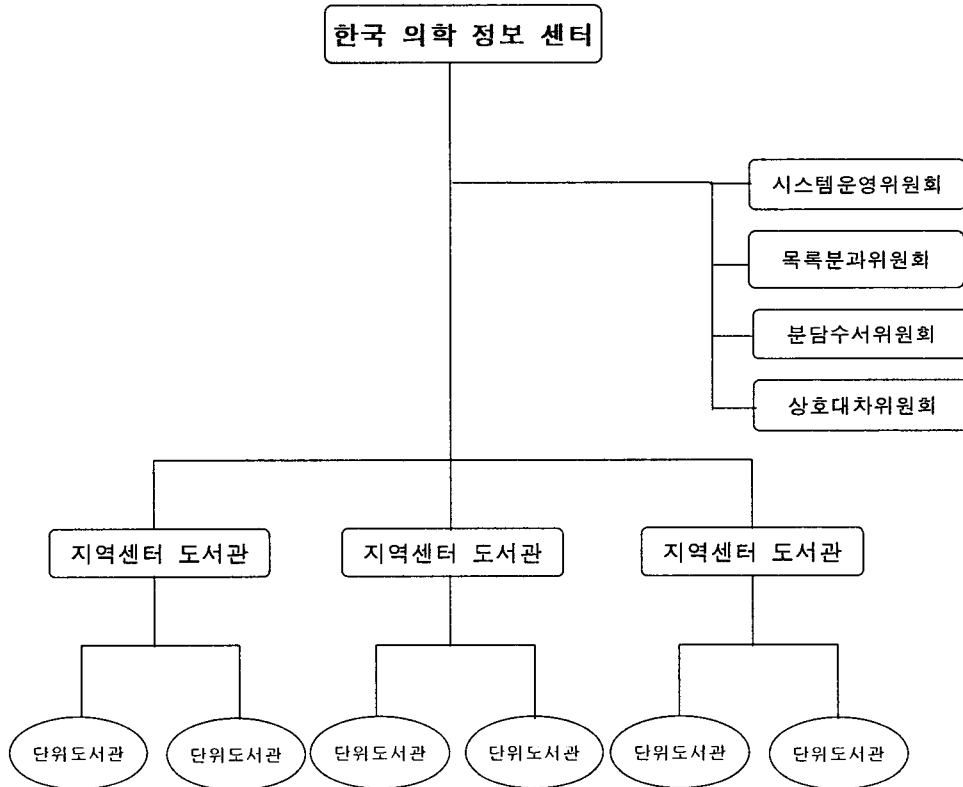 한국 의학 정보 센터
시스템운영위원회
목록분과위원회
분담수서위원회
상호대차위원회
지역센터 도서관
지역센터 도서관
지역센터 도서관
단위도서관
단위도서관
단위도서관
단위도서관
단위도서관
단위도서관